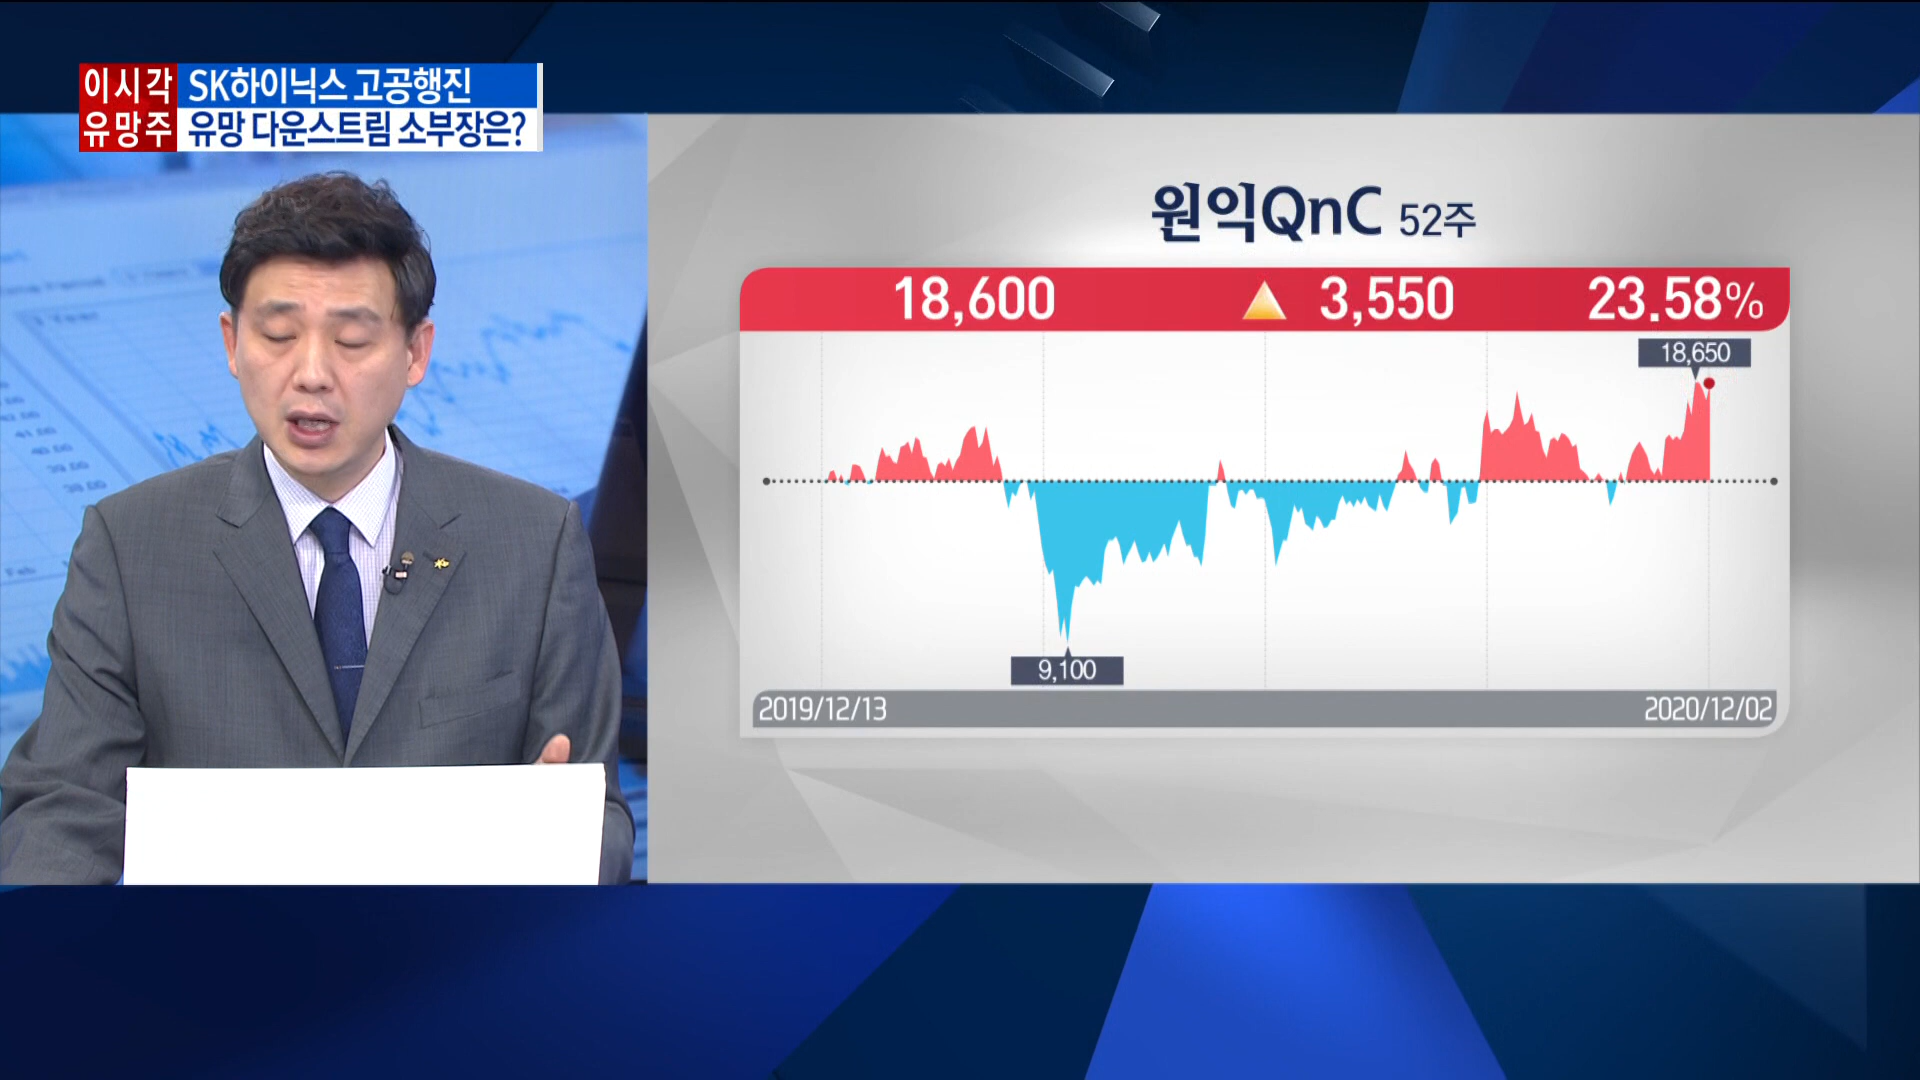 이시각
유망주
SK하이닉스 고공행진
유망 다운스트림 소부장은?
원익QnC 52주
18,600 ▲ 3,550 23.58%
18,650
9,100
2019/12/13 2020/12/02